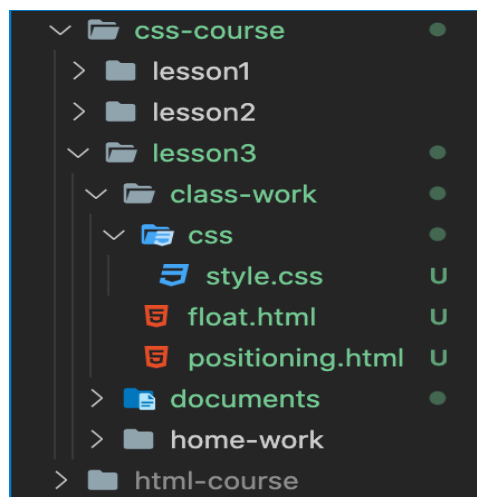 css-course
lesson1
lesson2
lesson3
class-work
css
style.css U
float.html U
positioning.html U
documents
home-work
html-course